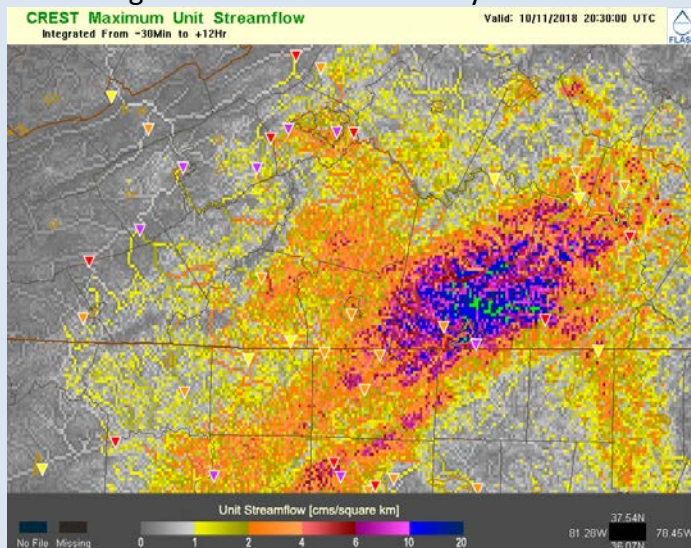 CREST Maximum Unit Streamflow
Valid: 10/11/2018 20:30:00 UTC
Integrated From -30Min to +12Hr
FLAS
Unit Streamflow [cms/square km]
37.54N
81.28W
78.45W
No File
Missing
0
1
2
4
6
10
20